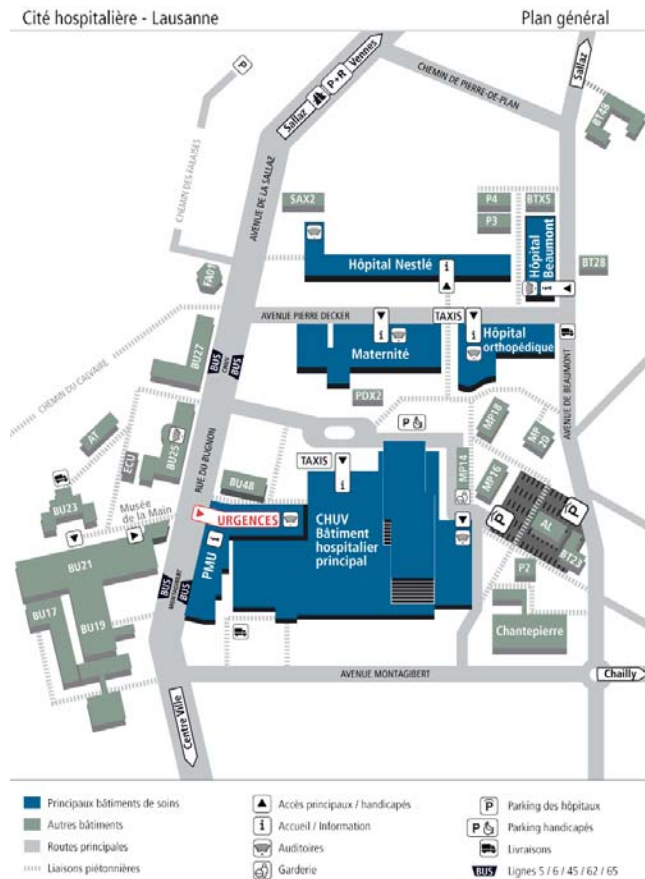 Cité hospitalière - Lausanne
Plan général
Sallaz
P+R
Vennes
Sallaz
P
CHEMIN DE PIERRE-DE-PLAN
BT48
CHEMIN DES FALAISES
AVENUE DE LA SALLAZ
SAX2
P4
BTX5
P3
Hôpital Nestlé
Hôpital
Beaumont
FA01
BT28
AVENUE PIERRE DECKER
TAXIS
Maternité
Hôpital
orthopédique
BU27
BUS
CHUV
BUS
CHEMIN DU CALVAIRE
PDX2
AVENUE DE BEAUMONT
AT
ECU
BU25
RUE DU BUGNON
P
MP18
MP
20
TAXIS
BU48
MP14
MP16
BU23
Musée
de la Main
URGENCES
CHUV
Bâtiment
hospitalier
principal
P
P
AL
BT23
PMU
BU21
P2
BUS
MONTAGIBERT
BUS
BU17
BU19
Chantepierre
AVENUE MONTAGIBERT
Chailly
Centre Ville
Principaux bâtiments de soins
Autres bâtiments
Routes principales
Liaisons piétonnières
Accès principaux / handicapés
i Accueil / Information
Auditoires
Garderie
P Parking des hôpitaux
P Parking handicapés
Livraisons
BUS Lignes 5 / 6 / 45 / 62 / 65